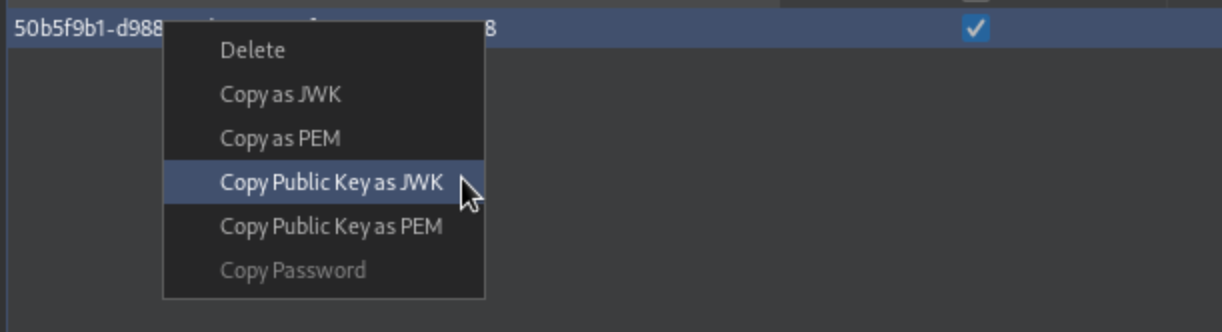 50b5f9b1-d988
8
Delete
Copy as JWK
Copy as PEM
Copy Public Key as JWK
Copy Public Key as PEM
Copy Password